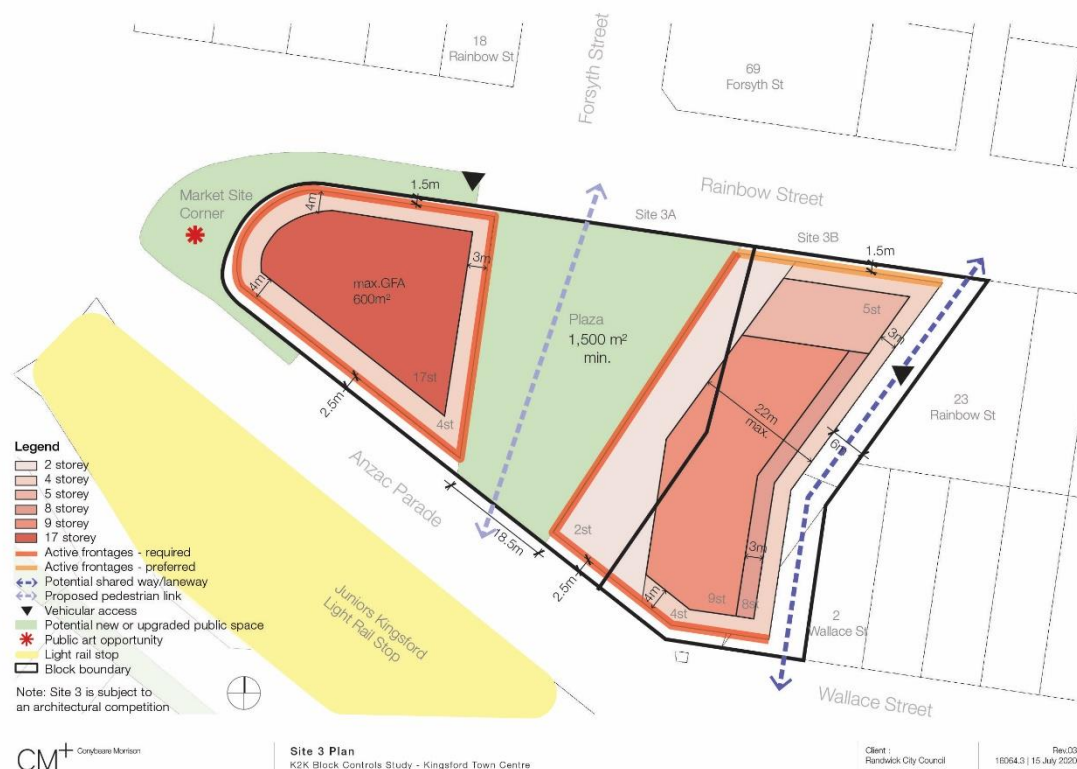 18
Rainbow St
Forsyth Street
69
Forsyth St
Rainbow Street
Market Site
Corner
1.5m
Site 3A
Site 3B
1.5m
4m
3m
max.GFA
600m²
4m
17st
4st
2.5m
Plaza
1,500 m²
min.
5st
3m
22m
max.
6m
23
Rainbow St
Anzac Parade
18.5m
2st
2.5m
4m
4st
9st
3m
8st
2
Wallace St
Wallace Street
Juniors Kingsford
Light Rail Stop
Legend
2 storey
4 storey
5 storey
8 storey
9 storey
17 storey
Active frontages - required
Active frontages - preferred
Potential shared way/laneway
Proposed pedestrian link
Vehicular access
Potential new or upgraded public space
Public art opportunity
Light rail stop
Block boundary
Note: Site 3 is subject to
an architectural competition
CM+ Conybeare Morrison
Site 3 Plan
K2K Block Controls Study - Kingsford Town Centre
Client :
Randwick City Council
Rev.03
16064.3 | 15 July 2020